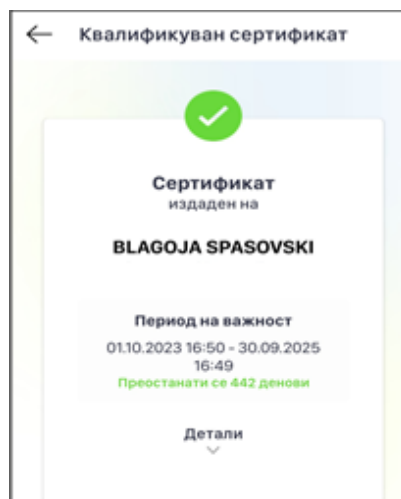 Квалификуван сертификат
Сертификат
издаден на
BLAGOJA SPASOVSKI
Период на важност
01.10.2023 16:50 - 30.09.2025
16:49
Преостанати се 442 денови
Детали